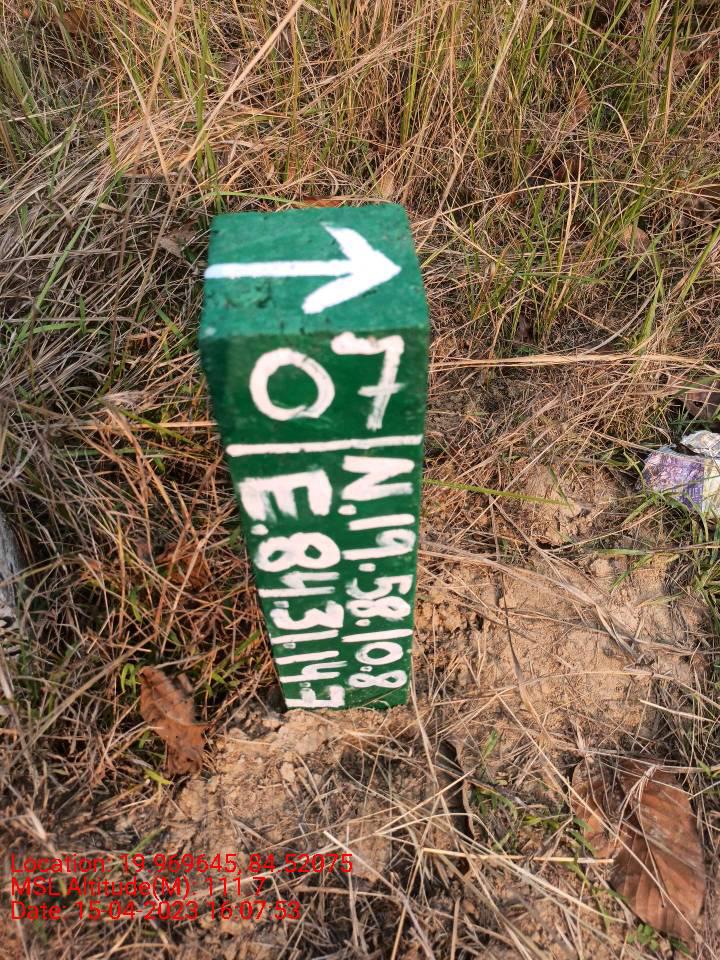 07
N.19.58.10.8
E.84.31.14.7
Location: 19.969645, 84.52075
MSL Altitude(M): 111.7
Date: 15-04-2023 16:07:53